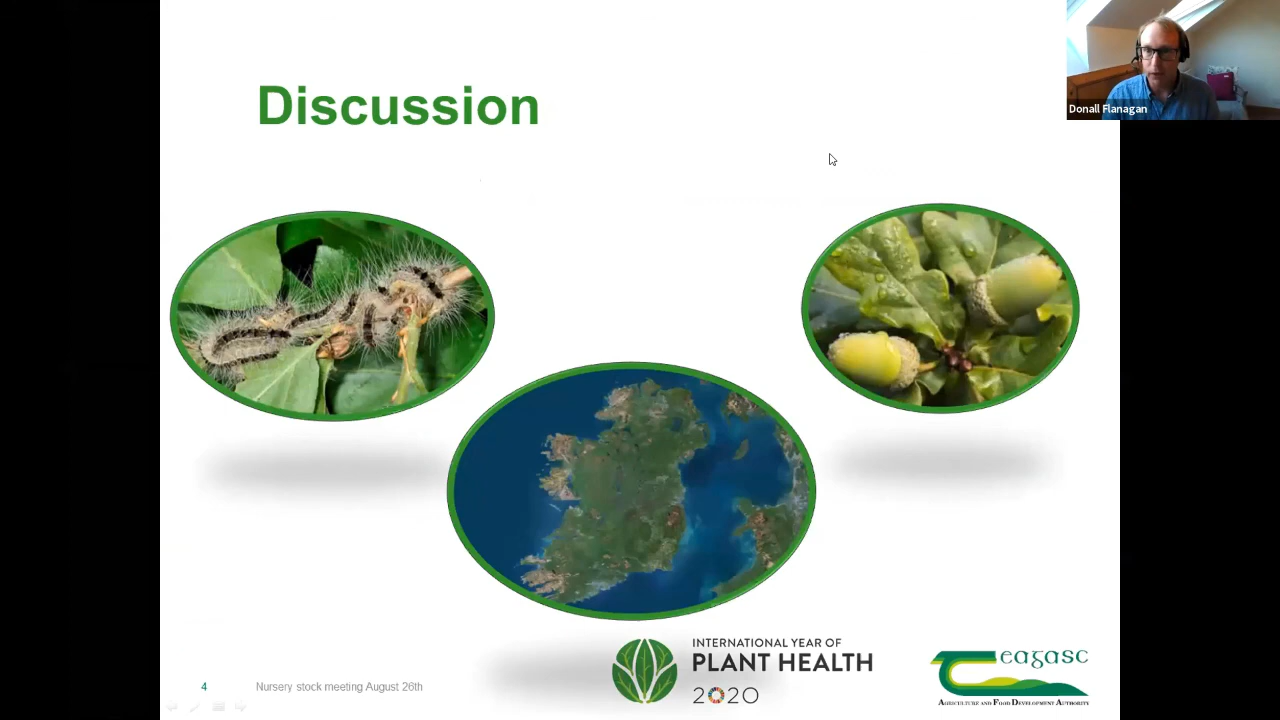 Discussion
Donall Flanagan
INTERNATIONAL YEAR OF
PLANT HEALTH
2020
eagasc
AGRICULTURE AND FOOD DEVELOPMENT AUTHORITY
4
Nursery stock meeting August 26th